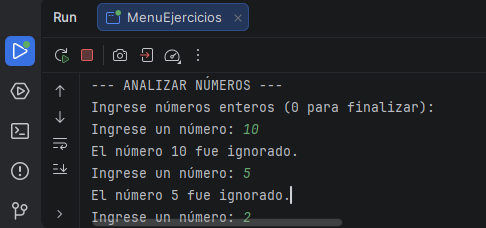 Run
MenuEjercicios
--- ANALIZAR NÚMEROS ---
Ingrese números enteros (0 para finalizar):
Ingrese un número: 10
El número 10 fue ignorado.
Ingrese un número: 5
El número 5 fue ignorado.
Ingrese un número: 2